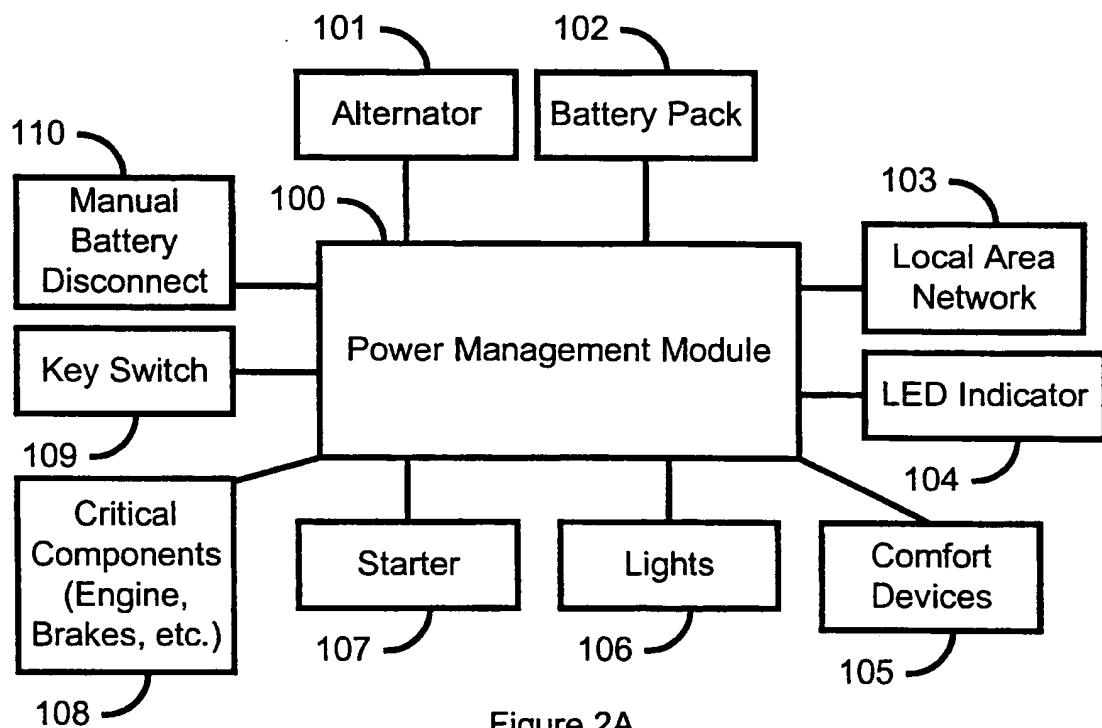 101
102
Alternator
Battery Pack
110
Manual
Battery
Disconnect
100
103
Local Area
Network
Power Management Module
Key Switch
109
LED Indicator
104
Critical
Components
(Engine,
Brakes, etc.)
108
Starter
107
Lights
106
Comfort
Devices
105
Figure 2A